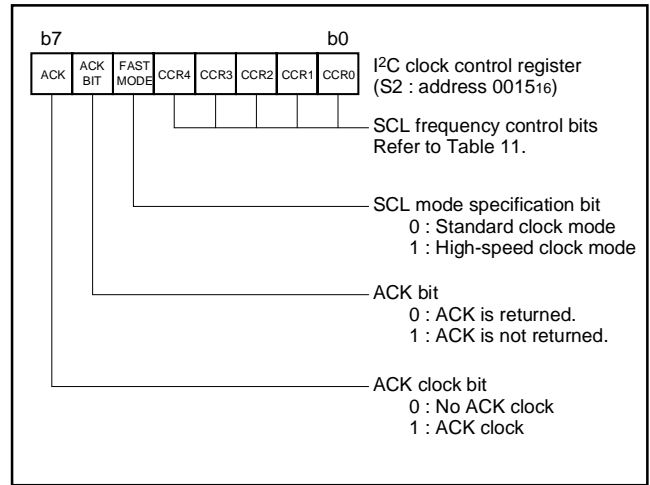 b7 b0
ACK ACK BIT FAST MODE CCR4 CCR3 CCR2 CCR1 CCR0
I2C clock control register
(S2 : address 001516)
SCL frequency control bits
Refer to Table 11.
SCL mode specification bit
0 : Standard clock mode
1 : High-speed clock mode
ACK bit
0 : ACK is returned.
1 : ACK is not returned.
ACK clock bit
0 : No ACK clock
1 : ACK clock